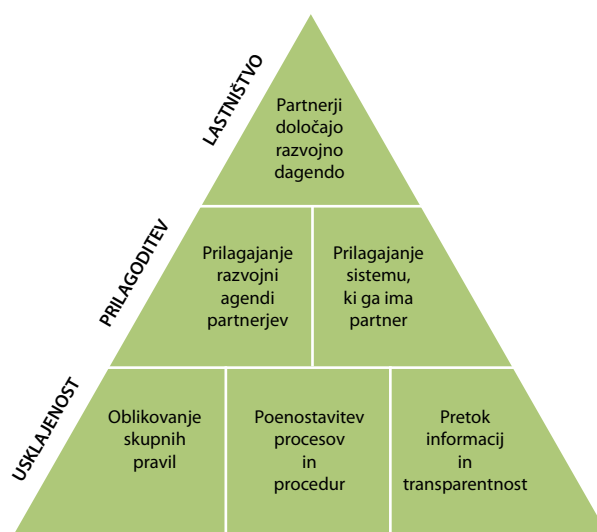 LASTNIŠTVO
Partnerji
določajo
razvojno
dagendo
PRILAGODITEV
Prilagajanje
razvojni
agendi
partnerjev
Prilagajanje
sistemu,
ki ga ima
partner
USKLAJENOST
Oblikovanje
skupnih
pravil
Poenostavitev
procesov
in
procedur
Pretok
informacij
in
transparentnost